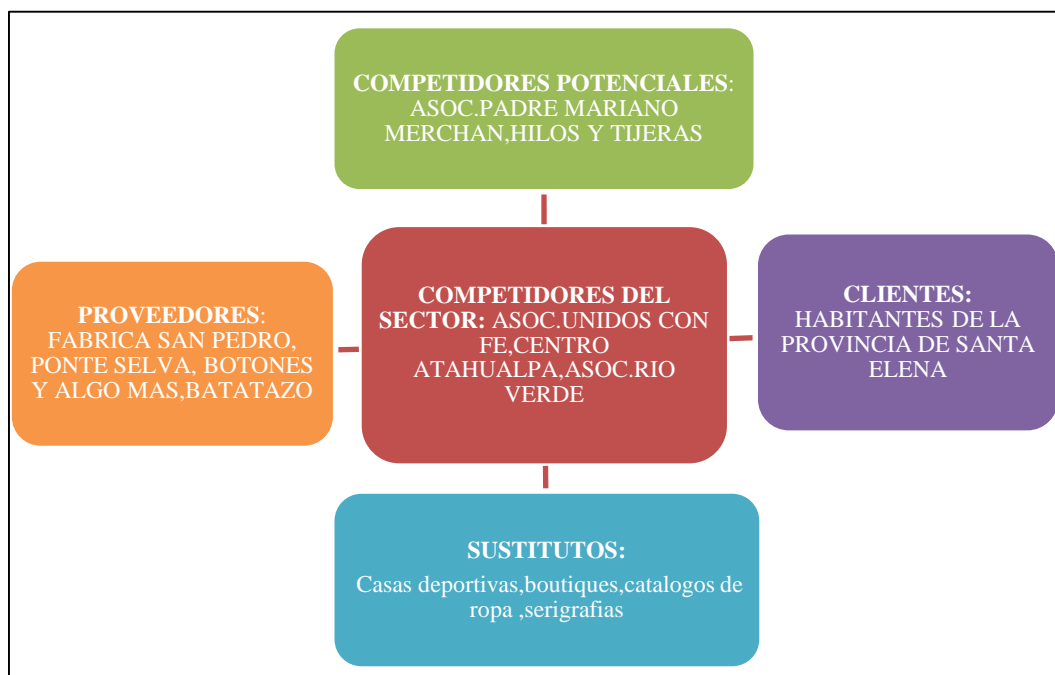 COMPETIDORES POTENCIALES:
ASOC.PADRE MARIANO
MERCHAN,HILOS Y TIJERAS
PROVEEDORES:
FABRICA SAN PEDRO,
PONTE SELVA, BOTONES
Y ALGO MAS,BATATAZO
COMPETIDORES DEL
SECTOR: ASOC.UNIDOS CON
FE,CENTRO
ATAHUALPA,ASOC.RIO
VERDE
CLIENTES:
HABITANTES DE LA
PROVINCIA DE SANTA
ELENA
SUSTITUTOS:
Casas deportivas,boutiques,catalogos de
ropa ,serigrafias